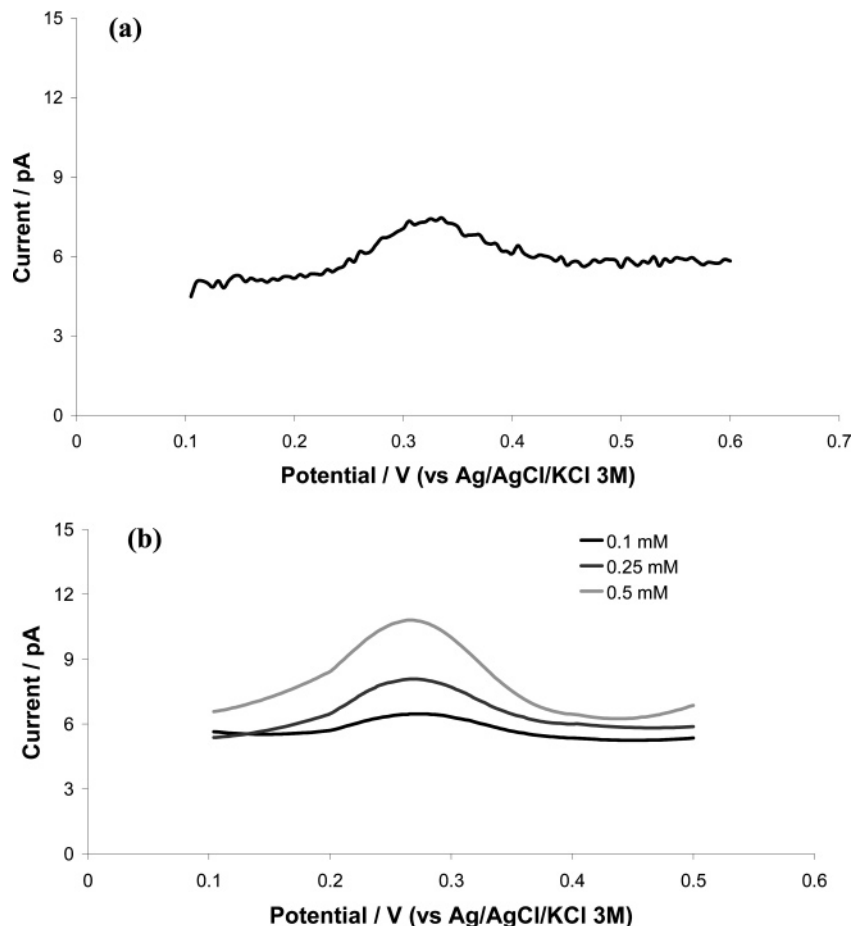 (a)
15
12
9
6
3
0
Current / pA
0 0.1 0.2 0.3 0.4 0.5 0.6 0.7
Potential / V (vs Ag/AgCl/KCl 3M)
(b)
0.1 mM
0.25 mM
0.5 mM
15
12
9
6
3
0
Current / pA
0 0.1 0.2 0.3 0.4 0.5 0.6
Potential / V (vs Ag/AgCl/KCl 3M)